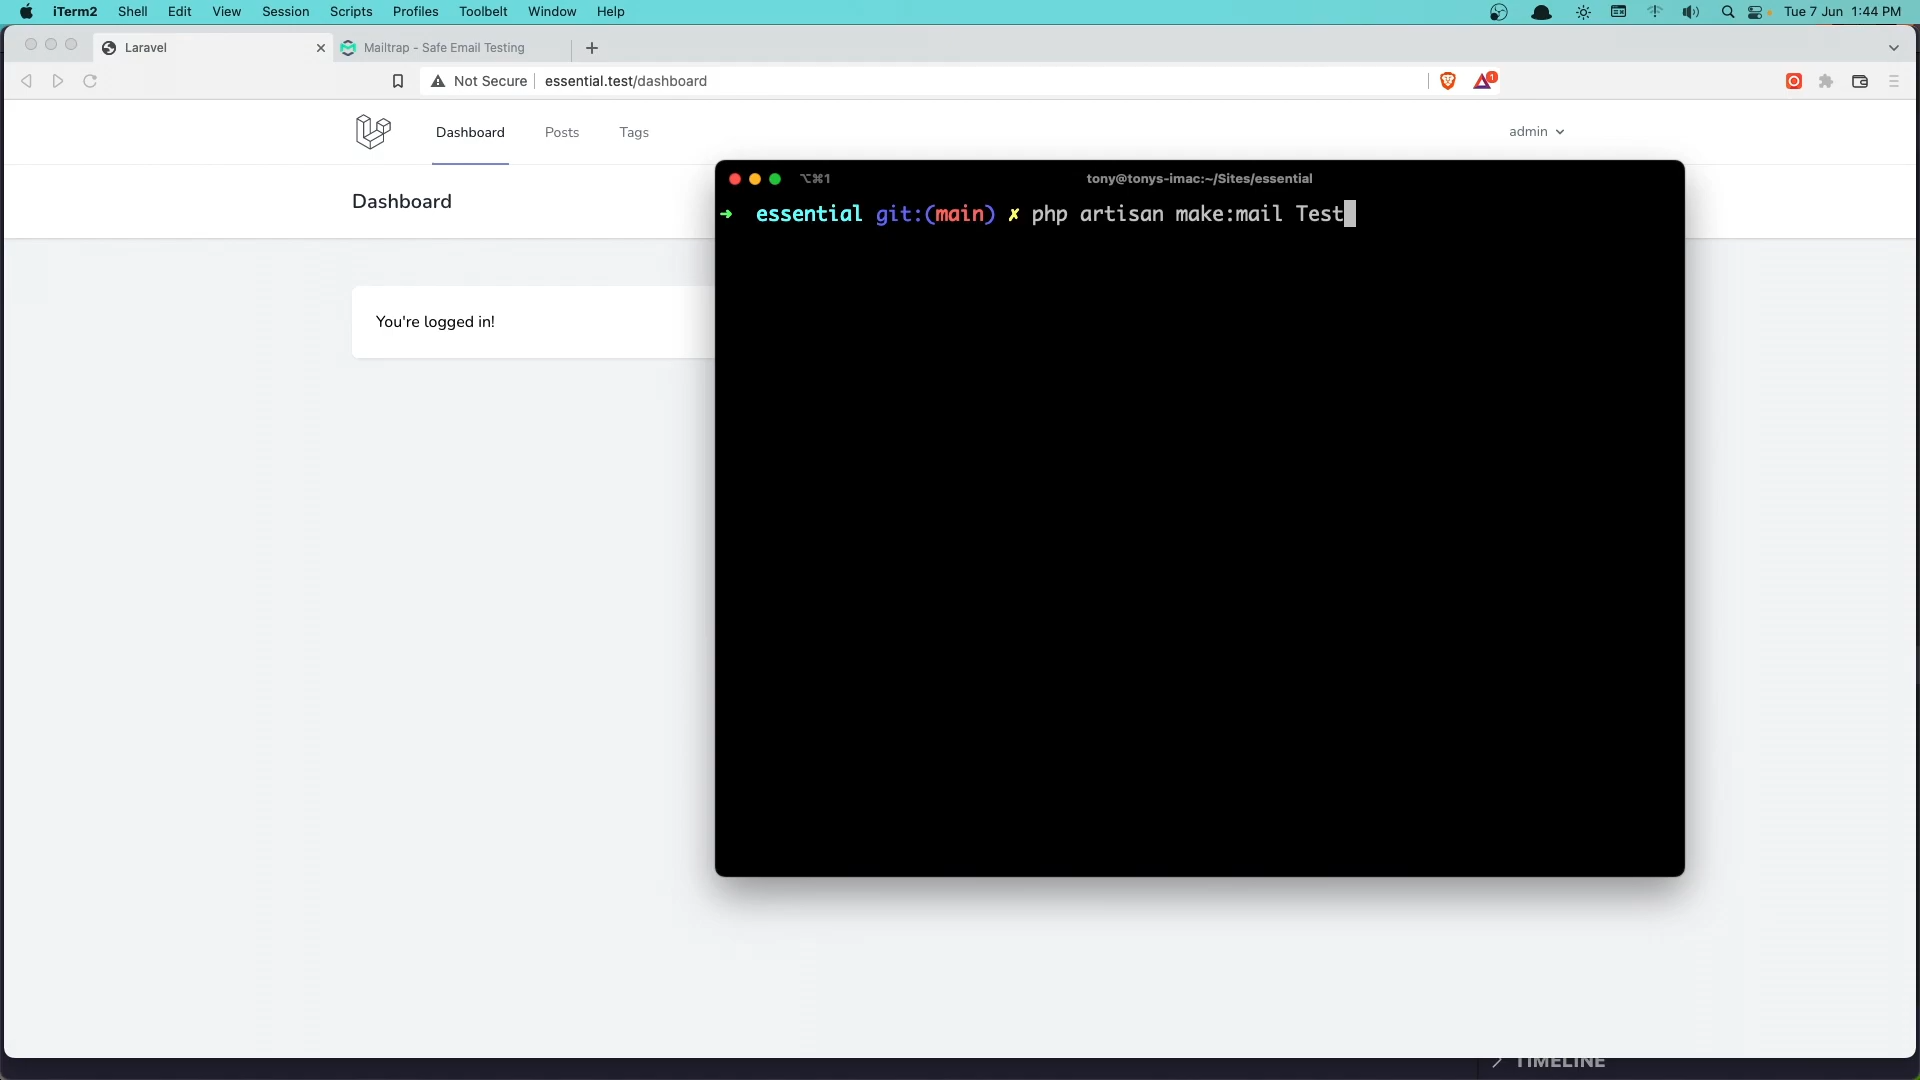 iTerm2 Shell Edit View Session Scripts Profiles Toolbelt Window Help Tue 7 Jun 1:44 PM
Laravel Mailtrap - Safe Email Testing
Not Secure essential.test/dashboard 1
Dashboard Posts Tags admin
⌥⌘1 tony@tonys-imac:~/Sites/essential
Dashboard
➜ essential git:(main) ✗ php artisan make:mail Test
You're logged in!
TIMELINE